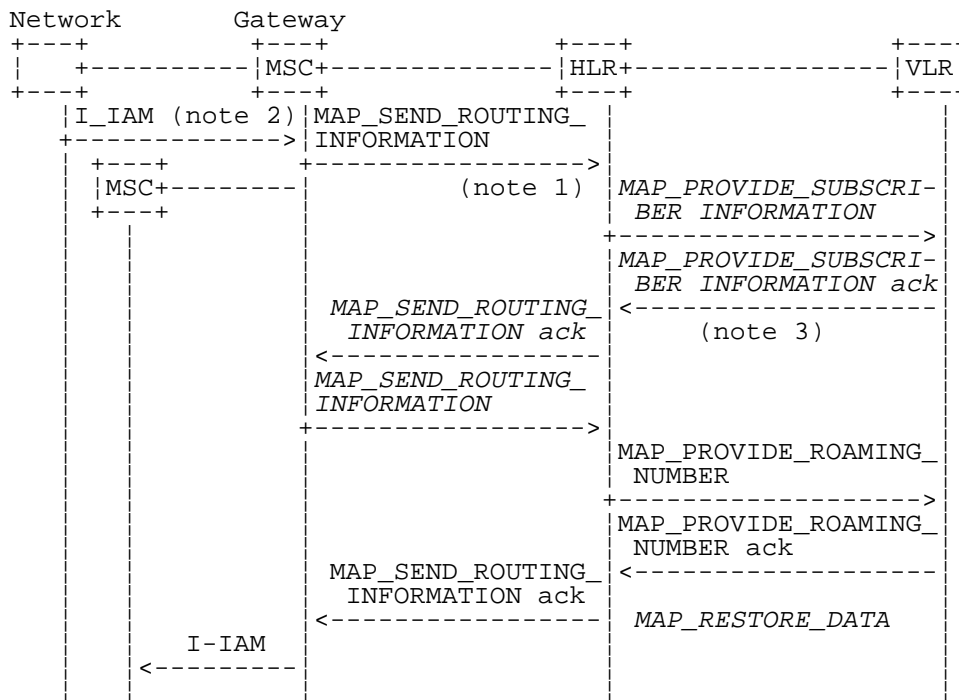 Network Gateway
MSC HLR VLR
I_IAM (note 2) MAP_SEND_ROUTING_
INFORMATION
MSC (note 1) MAP_PROVIDE_SUBSCRI-
BER INFORMATION
MAP_PROVIDE_SUBSCRI-
BER INFORMATION ack
MAP_SEND_ROUTING_
INFORMATION ack (note 3)
MAP_SEND_ROUTING_
INFORMATION
MAP_PROVIDE_ROAMING_
NUMBER
MAP_PROVIDE_ROAMING_
NUMBER ack
MAP_SEND_ROUTING_
INFORMATION ack
MAP_RESTORE_DATA
I-IAM